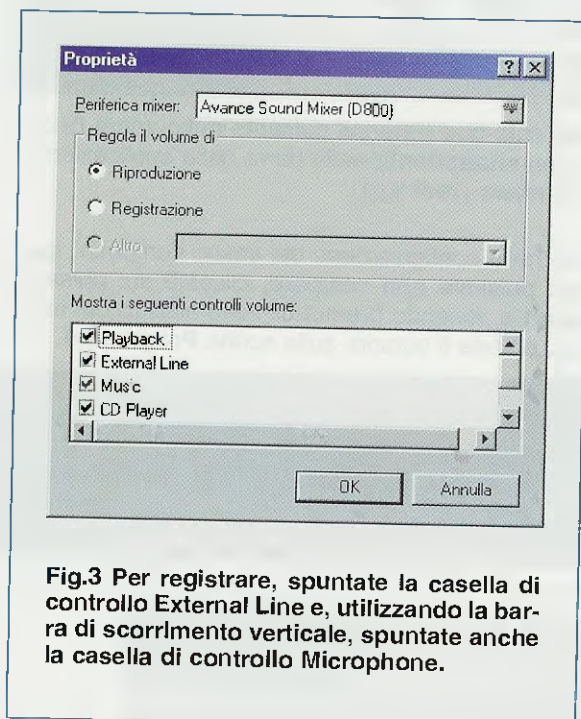 Proprietà
Periferica mixer: Avance Sound Mixer (D800)
Regola il volume di
Riproduzione
Registrazione
Altro
Mostra i seguenti controlli volume:
Playback
External Line
Music
CD Player
OK Annulla
Fig.3 Per registrare, spuntate la casella di
controllo External Line e, utilizzando la bar-
ra di scorrimento verticale, spuntate anche
la casella di controllo Microphone.